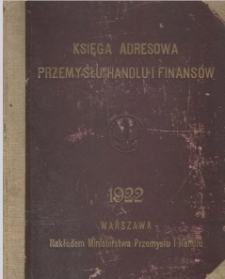 KSIĘGA ADRESOWA
PRZEMYSŁU HANDLU I FINANSÓW
1922
WARSZAWA
Nakładem Ministerstwa Przemysłu i Handlu